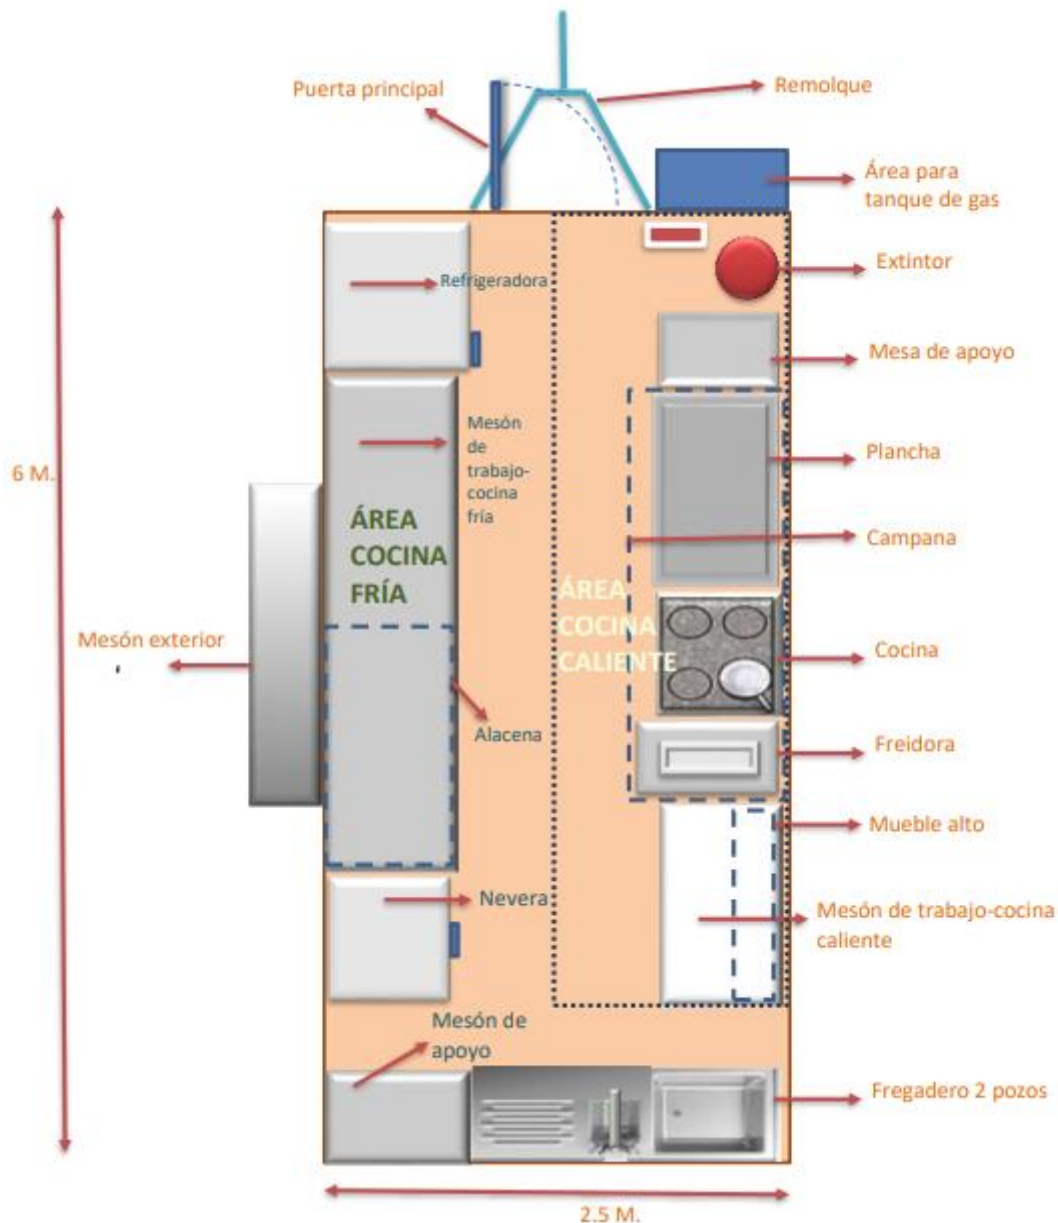 Puerta principal
Remolque
Área para
tanque de gas
Extintor
Refrigeradora
Mesa de apoyo
Mesón
de
trabajo-
cocina
fría
Plancha
6 M.
ÁREA
COCINA
FRÍA
Campana
ÁREA
COCINA
CALIENTE
Mesón exterior
Cocina
Alacena
Freidora
Mueble alto
Nevera
Mesón de trabajo-cocina
caliente
Mesón de
apoyo
Fregadero 2 pozos
2.5 M.